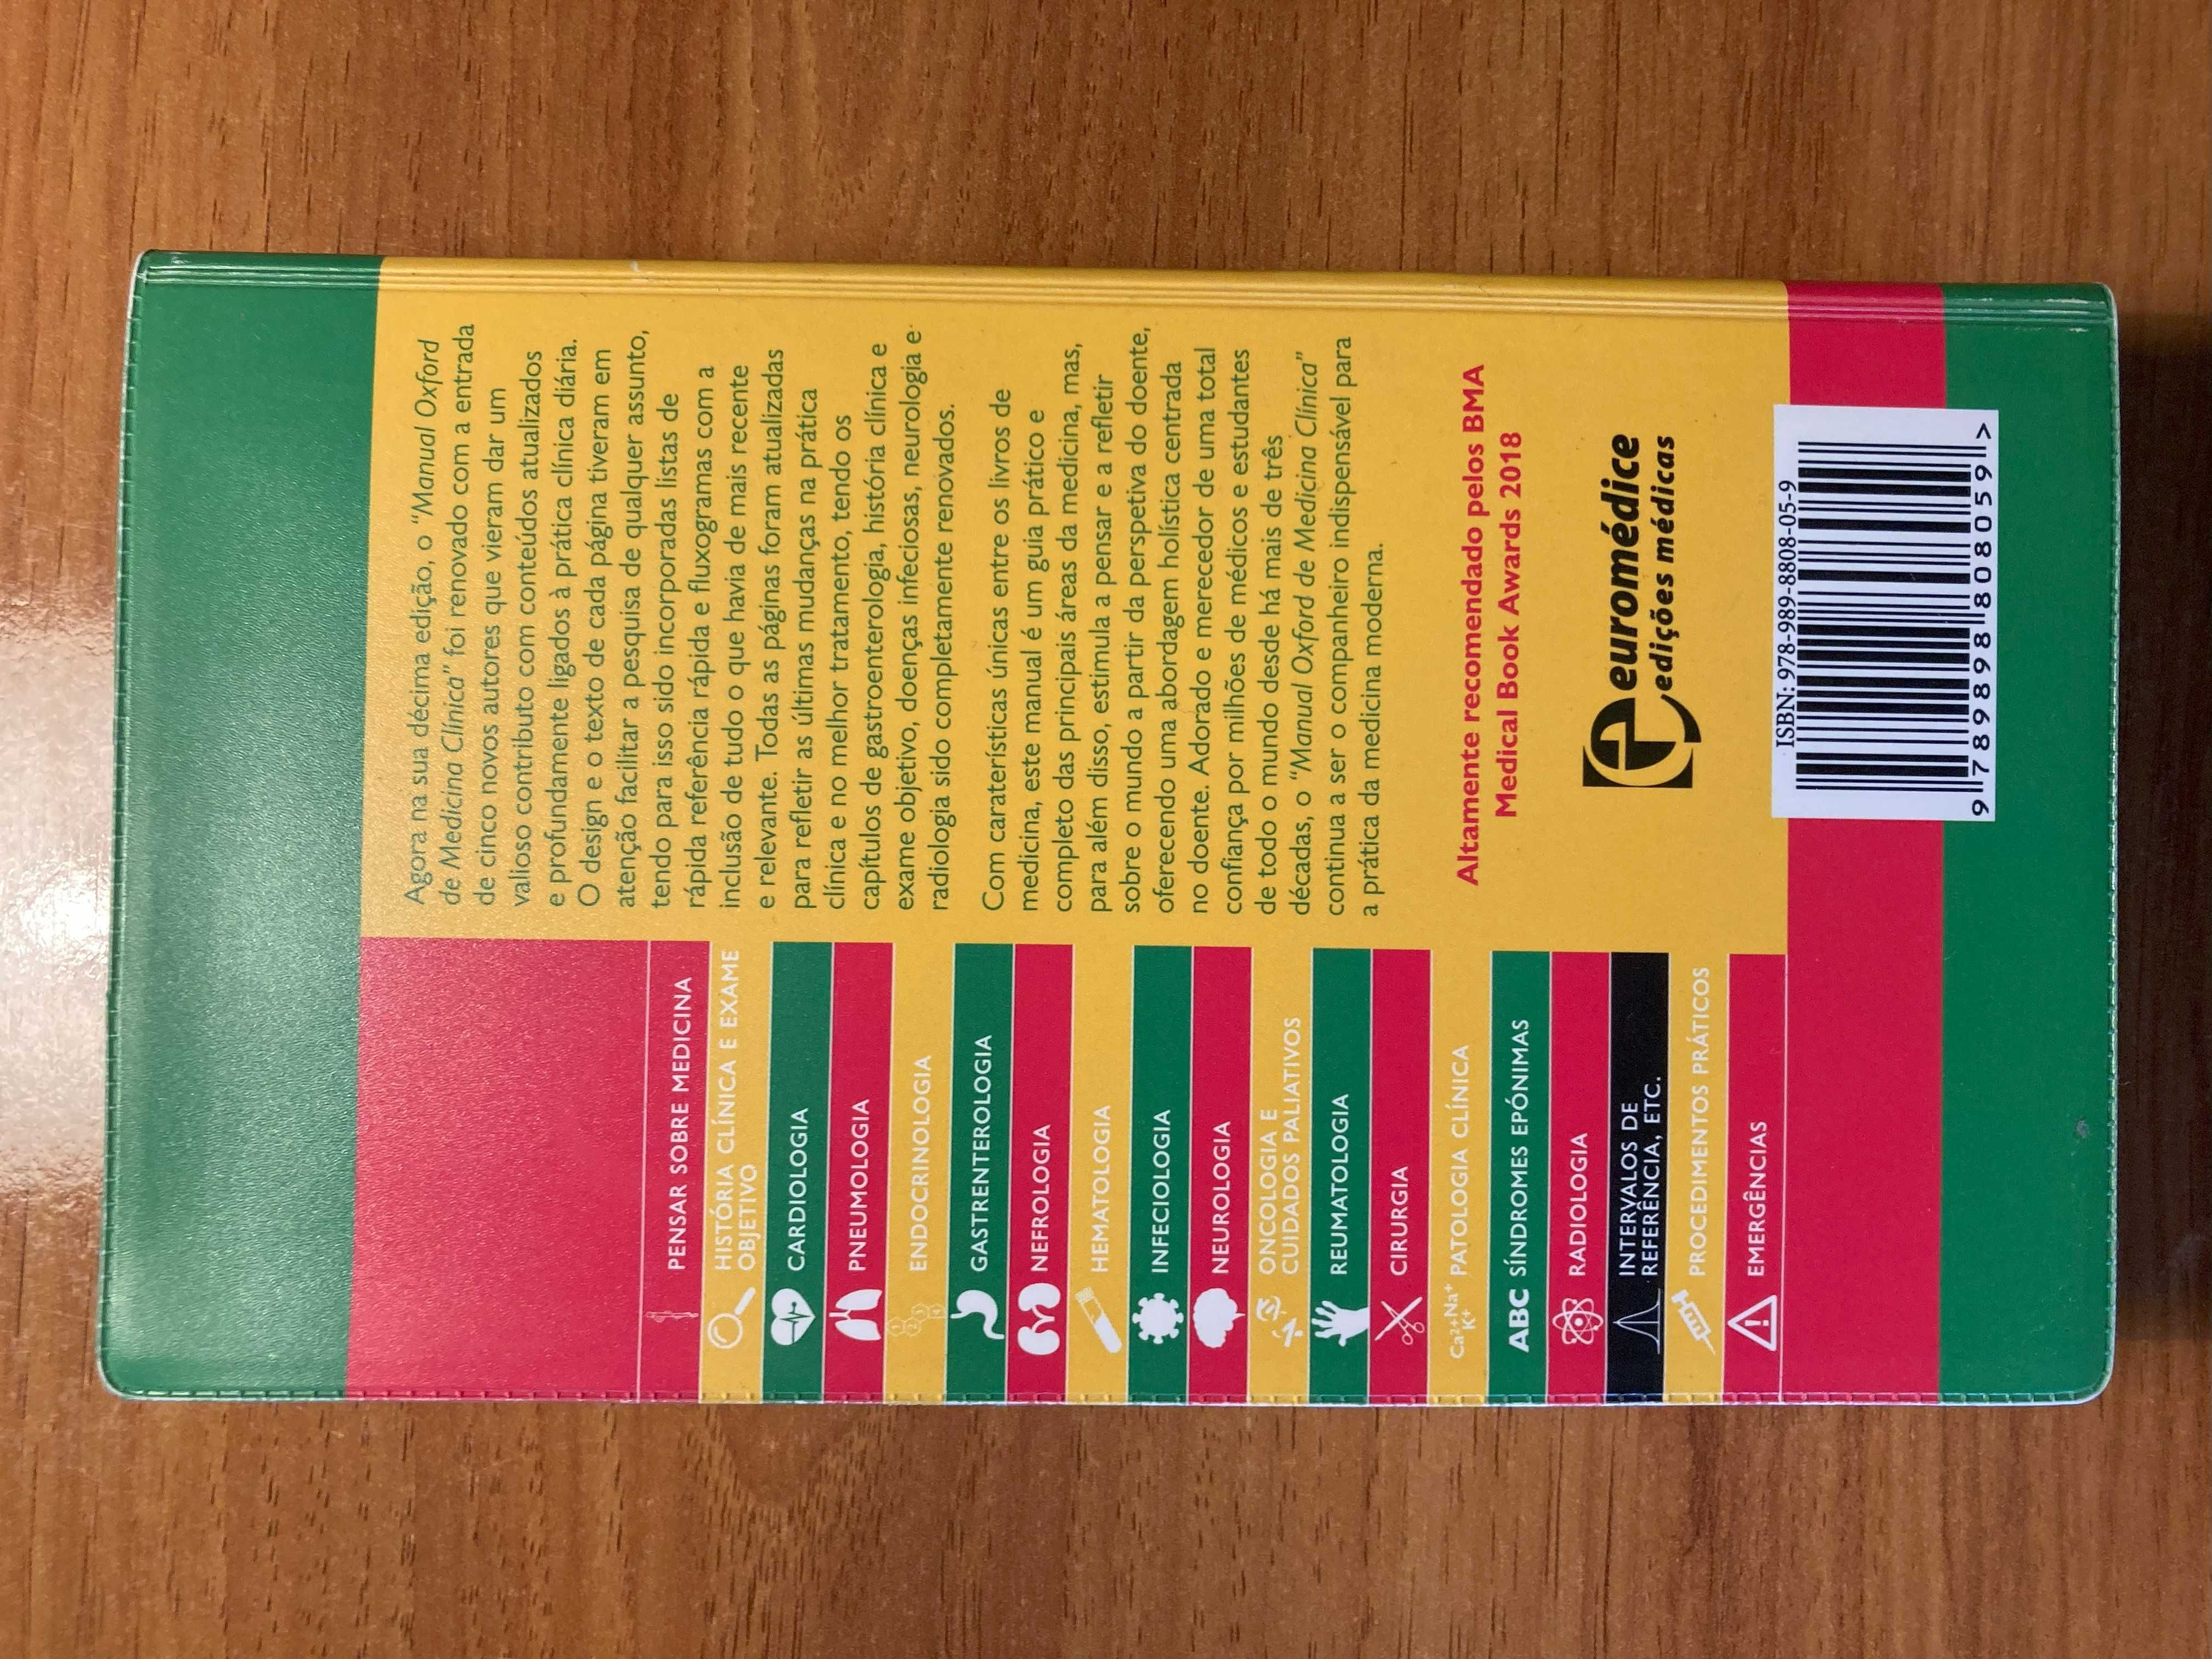 Agora na sua décima edição, o “Manual Oxford
de Medicina Clínica” foi renovado com a entrada
de cinco novos autores que vieram dar um
valioso contributo com conteúdos atualizados
e profundamente ligados à prática clínica diária.
O design e o texto de cada página tiveram em
atenção facilitar a pesquisa de qualquer assunto,
tendo para isso sido incorporadas listas de
rápida referência rápida e fluxogramas com a
inclusão de tudo o que havia de mais recente
e relevante. Todas as páginas foram atualizadas
para refletir as últimas mudanças na prática
clínica e no melhor tratamento, tendo os
capítulos de gastroenterologia, história clínica e
exame objetivo, doenças infeciosas, neurologia e
radiologia sido completamente renovados.
Com caraterísticas únicas entre os livros de
medicina, este manual é um guia prático e
completo das principais áreas da medicina, mas,
para além disso, estimula a pensar e a refletir
sobre o mundo a partir da perspetiva do doente,
oferecendo uma abordagem holística centrada
no doente. Adorado e merecedor de uma total
confiança por milhões de médicos e estudantes
de todo o mundo desde há mais de três
décadas, o “Manual Oxford de Medicina Clínica”
continua a ser o companheiro indispensável para
a prática da medicina moderna.
Altamente recomendado pelos BMA
Medical Book Awards 2018
euromédice
edições médicas
ISBN: 978-989-8808-05-9
9 789898 808059 >
PENSAR SOBRE MEDICINA
HISTÓRIA CLÍNICA E EXAME
OBJETIVO
CARDIOLOGIA
PNEUMOLOGIA
1 2 3 4 ENDOCRINOLOGIA
GASTRENTEROLOGIA
NEFROLOGIA
HEMATOLOGIA
INFECIOLOGIA
NEUROLOGIA
ONCOLOGIA E
CUIDADOS PALIATIVOS
REUMATOLOGIA
CIRURGIA
Ca²⁺Na⁺
K⁺ PATOLOGIA CLÍNICA
ABC SÍNDROMES EPÓNIMAS
RADIOLOGIA
INTERVALOS DE
REFERÊNCIA, ETC.
PROCEDIMENTOS PRÁTICOS
EMERGÊNCIAS